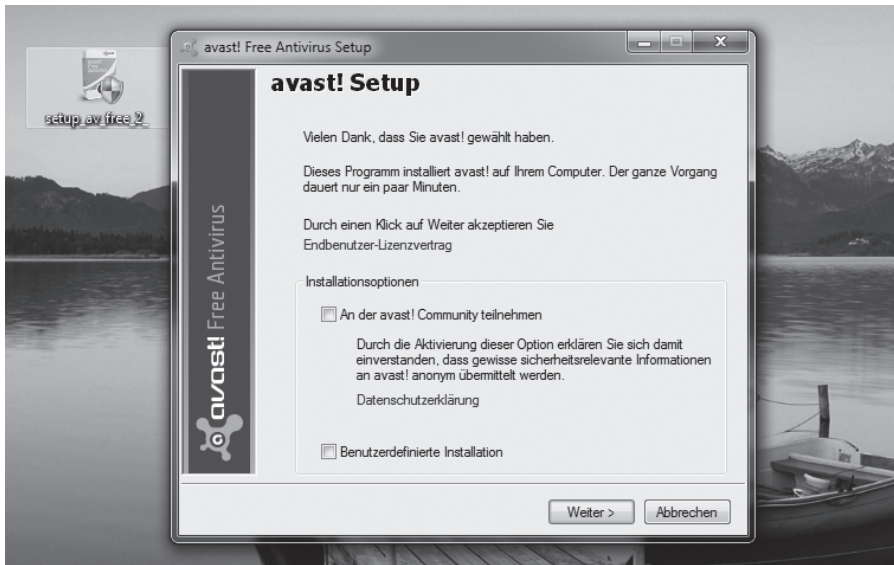 setup_av_free_2_
avast! Free Antivirus Setup
avast! Setup
Vielen Dank, dass Sie avast! gewählt haben.
Dieses Programm installiert avast! auf Ihrem Computer. Der ganze Vorgang
dauert nur ein paar Minuten.
Durch einen Klick auf Weiter akzeptieren Sie
Endbenutzer-Lizenzvertrag
Installationsoptionen
An der avast! Community teilnehmen
Durch die Aktivierung dieser Option erklären Sie sich damit
einverstanden, dass gewisse sicherheitsrelevante Informationen
an avast! anonym übermittelt werden.
Datenschutzerklärung
Benutzerdefinierte Installation
avast! Free Antivirus
Weiter >
Abbrechen